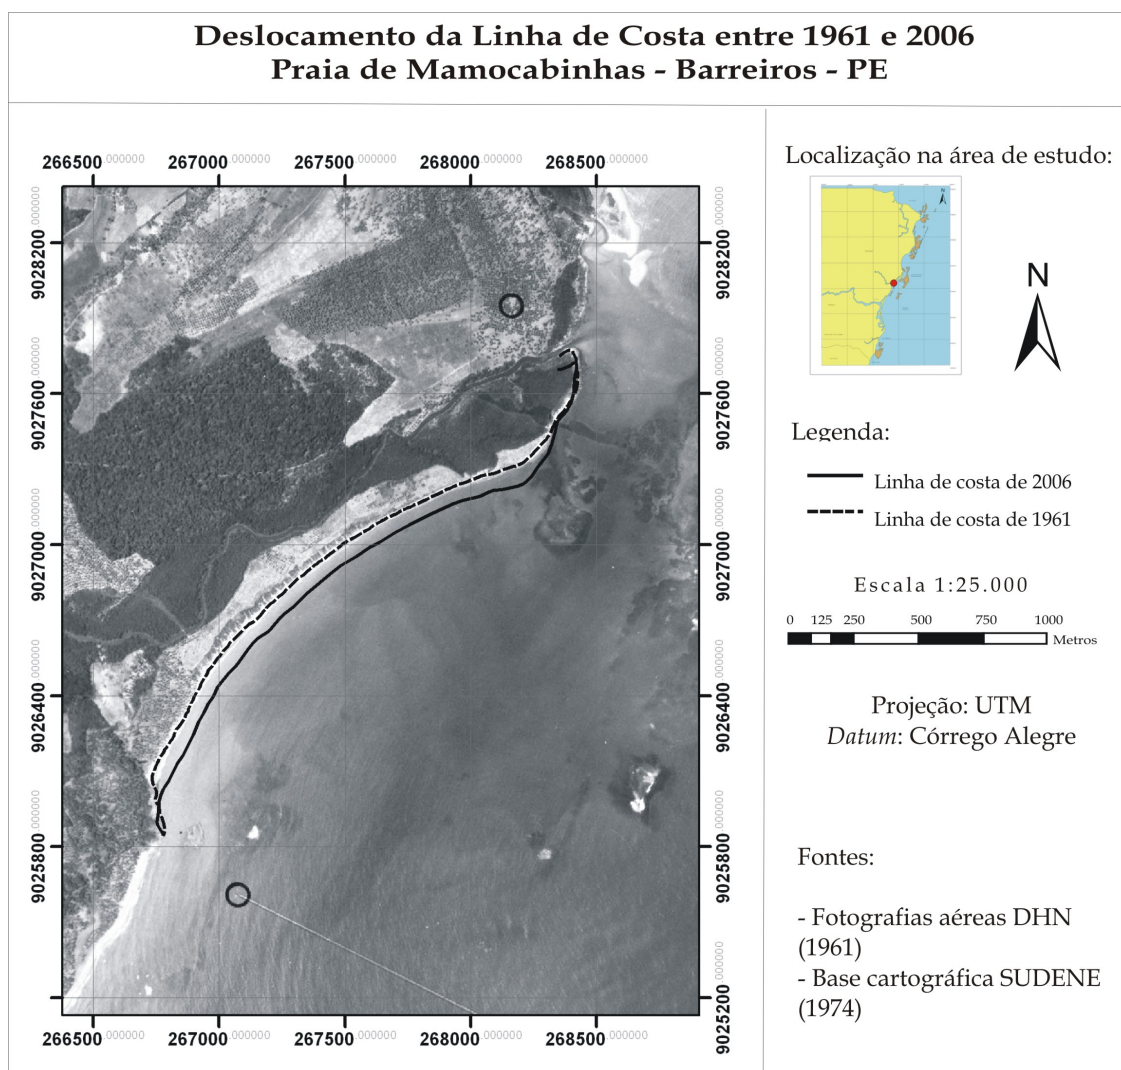 Deslocamento da Linha de Costa entre 1961 e 2006
Praia de Mamocabinhas - Barreiros - PE
266500.000000 267000.000000 267500.000000 268000.000000 268500.000000
9028200.000000 9028200.000000
9027600.000000 9027600.000000
9027000.000000 9027000.000000
9026400.000000 9026400.000000
9025800.000000 9025800.000000
9025200.000000
266500.000000 267000.000000 267500.000000 268000.000000 268500.000000
Localização na área de estudo:
N
N
Legenda:
Linha de costa de 2006
Linha de costa de 1961
Escala 1:25.000
0 125 250 500 750 1000
Metros
Projeção: UTM
Datum: Córrego Alegre
Fontes:
- Fotografias aéreas DHN
(1961)
- Base cartográfica SUDENE
(1974)